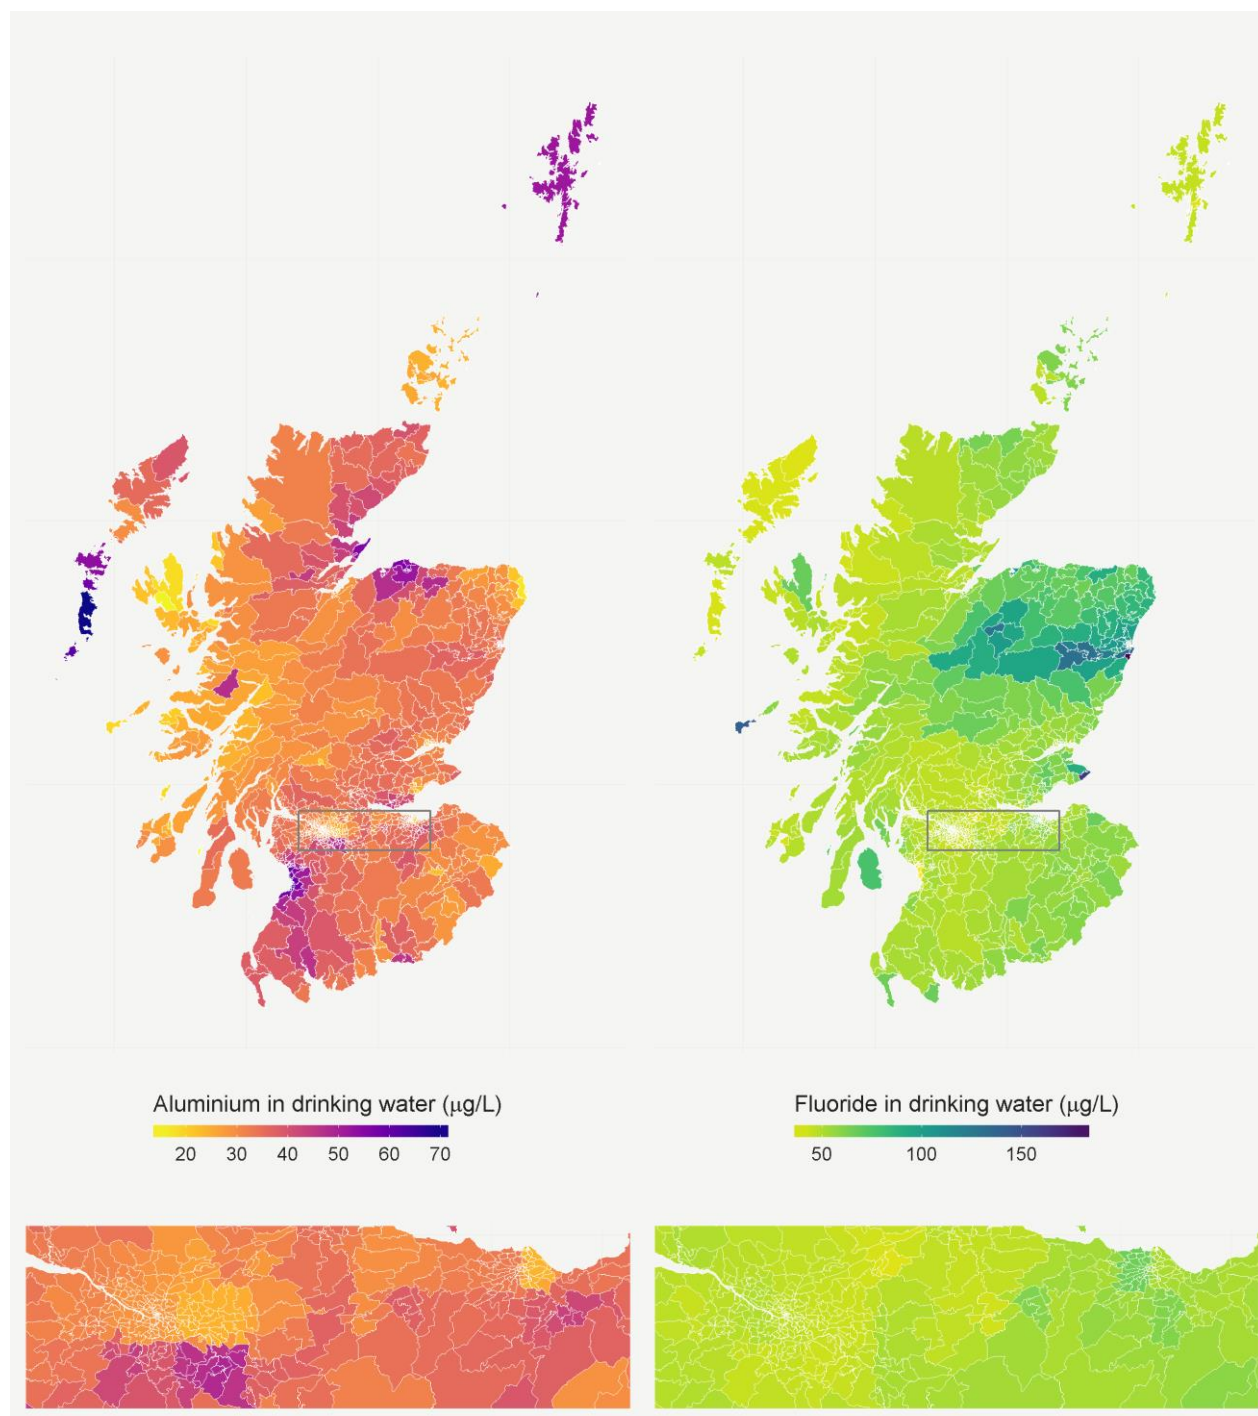 Aluminium in drinking water (μg/L)
20 30 40 50 60 70
Fluoride in drinking water (μg/L)
50 100 150